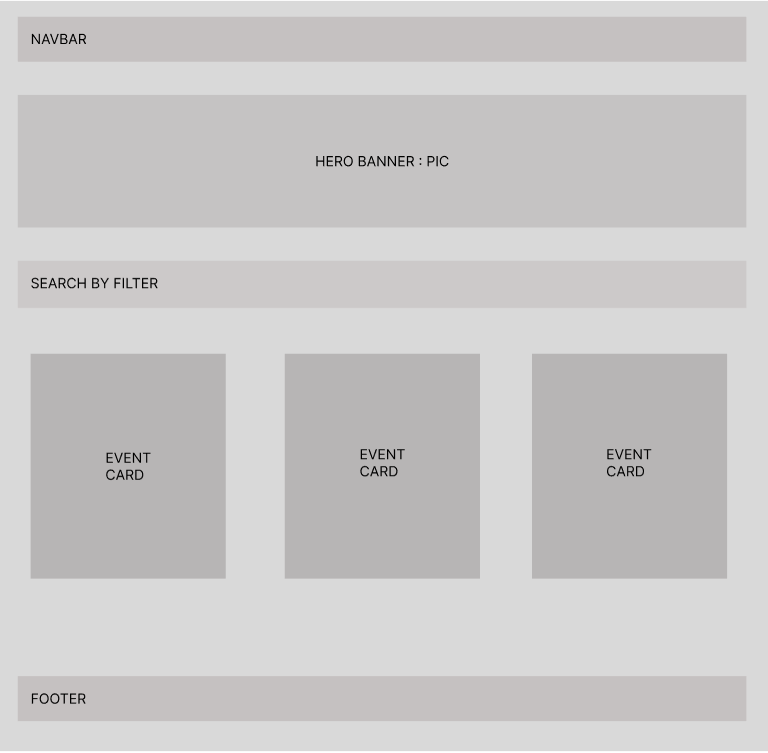 NAVBAR
HERO BANNER : PIC
SEARCH BY FILTER
EVENT
CARD
EVENT
CARD
EVENT
CARD
FOOTER